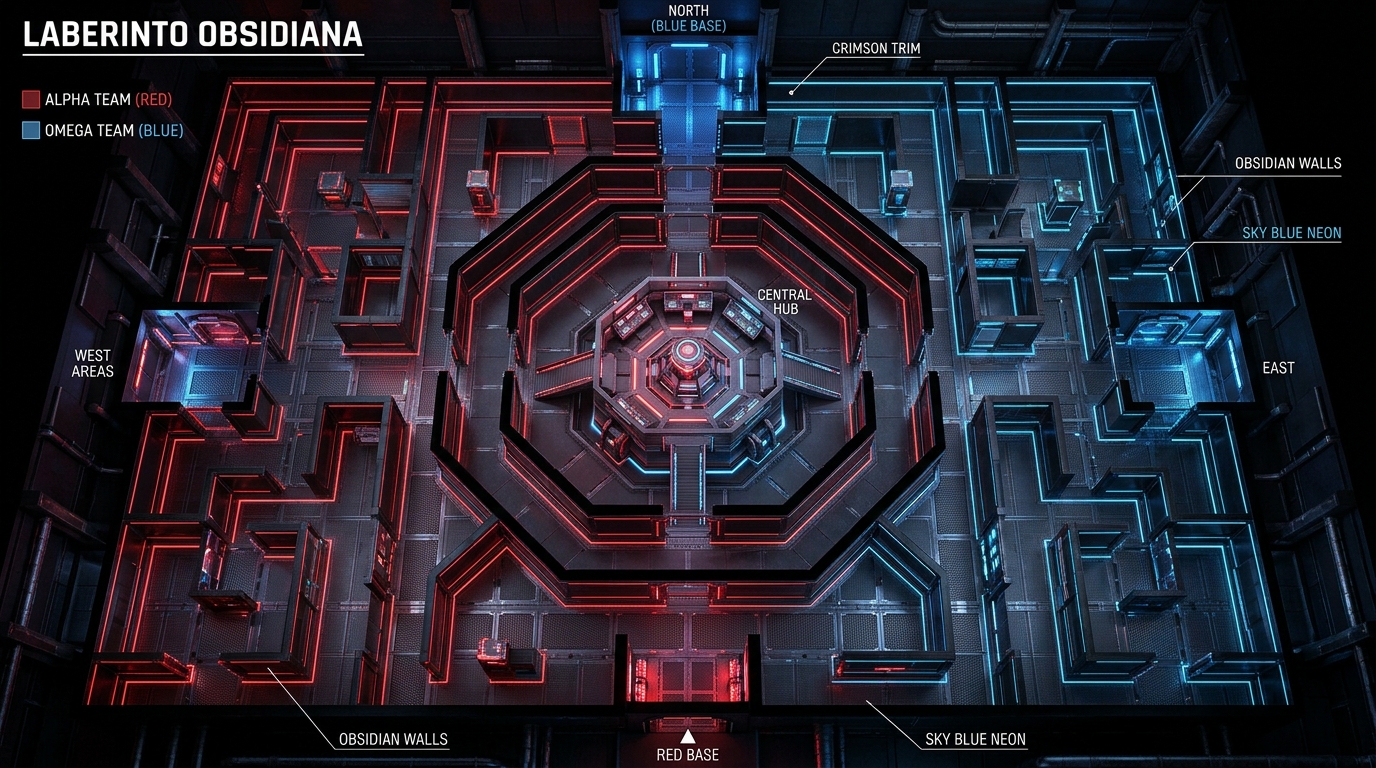 LABERINTO OBSIDIANA
ALPHA TEAM (RED)
OMEGA TEAM (BLUE)
NORTH
(BLUE BASE)
CRIMSON TRIM
OBSIDIAN WALLS
SKY BLUE NEON
CENTRAL
HUB
WEST
AREAS
EAST
OBSIDIAN WALLS
RED BASE
SKY BLUE NEON